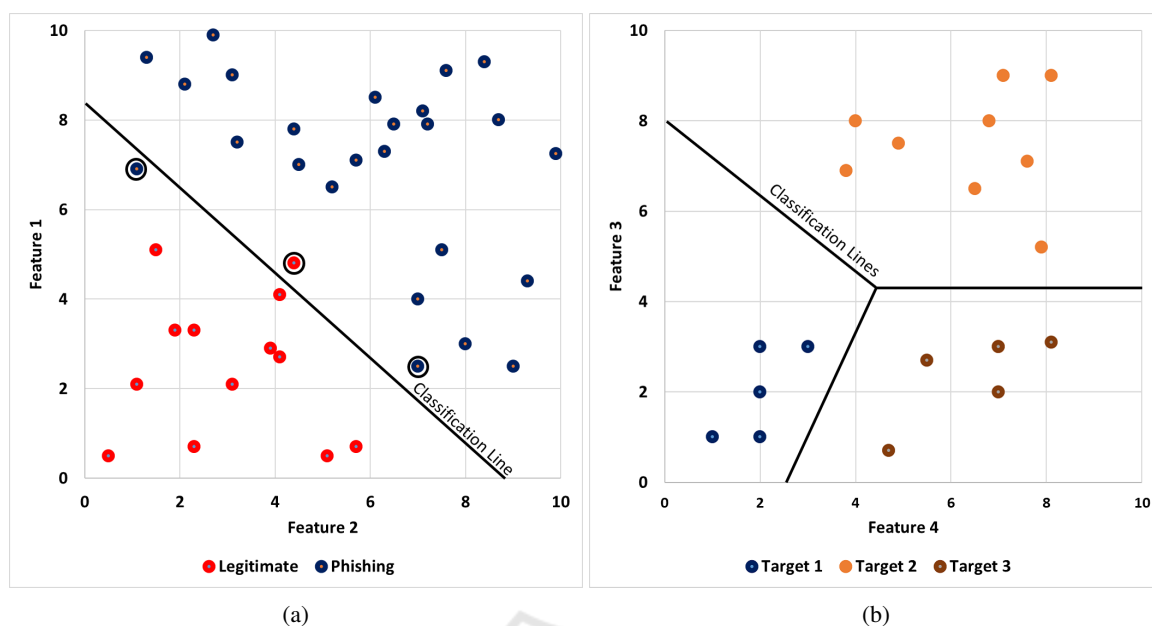 10
8
6
4
2
0
Feature 1
Classification Line
0 2 4 6 8 10
Feature 2
Legitimate Phishing
(a)
10
8
6
4
2
0
Feature 3
Classification Lines
0 2 4 6 8 10
Feature 4
Target 1 Target 2 Target 3
(b)